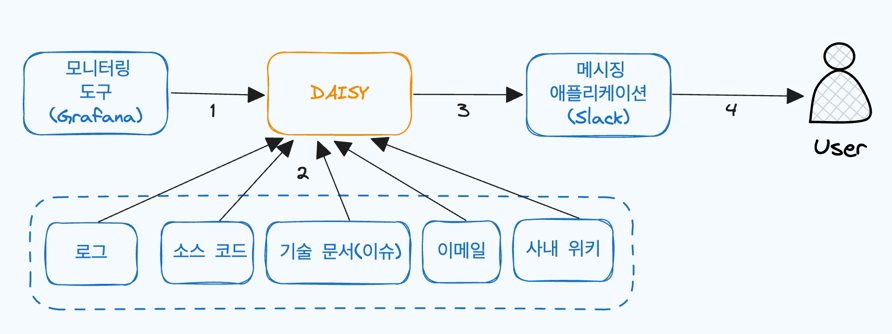 모니터링
도구
(Grafana)
1
DAISY
3
메시징
애플리케이션
(Slack)
4
User
2
로그
소스 코드
기술 문서(이슈)
이메일
사내 위키